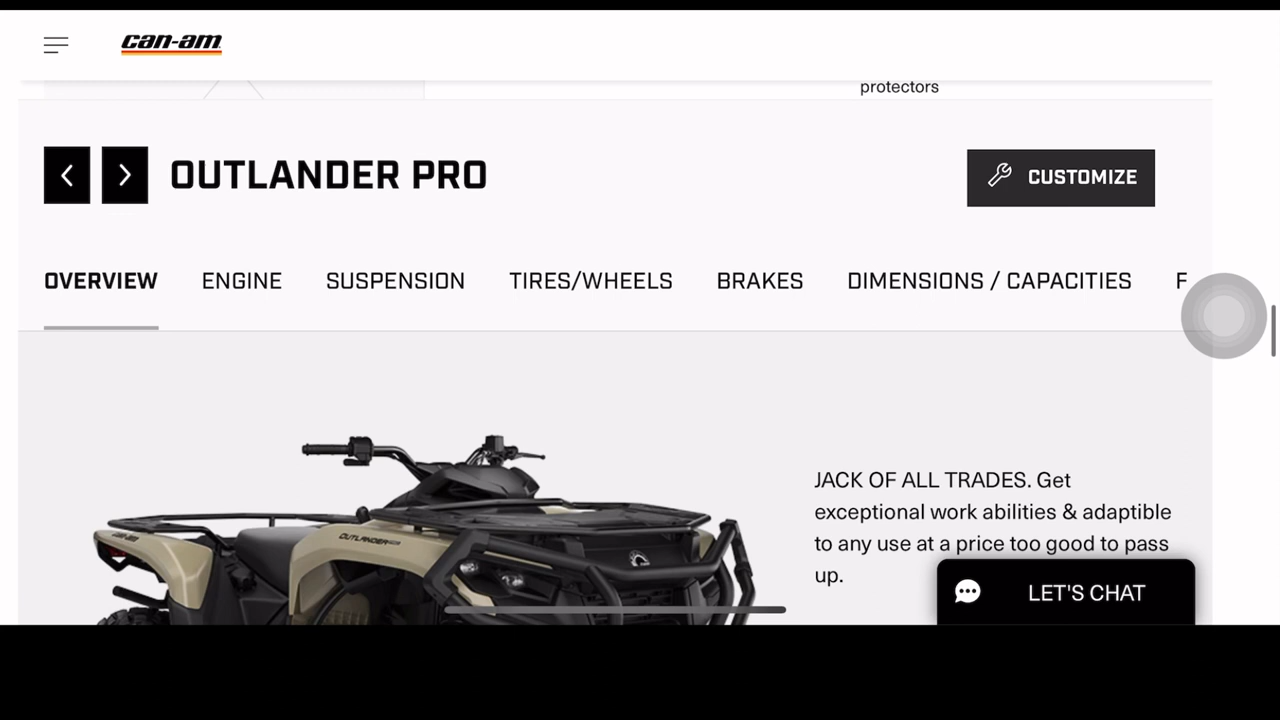 can-am
protectors
OUTLANDER PRO
CUSTOMIZE
OVERVIEW ENGINE SUSPENSION TIRES/WHEELS BRAKES DIMENSIONS / CAPACITIES F
OUTLANDER
JACK OF ALL TRADES. Get
exceptional work abilities & adaptible
to any use at a price too good to pass
up.
LET'S CHAT